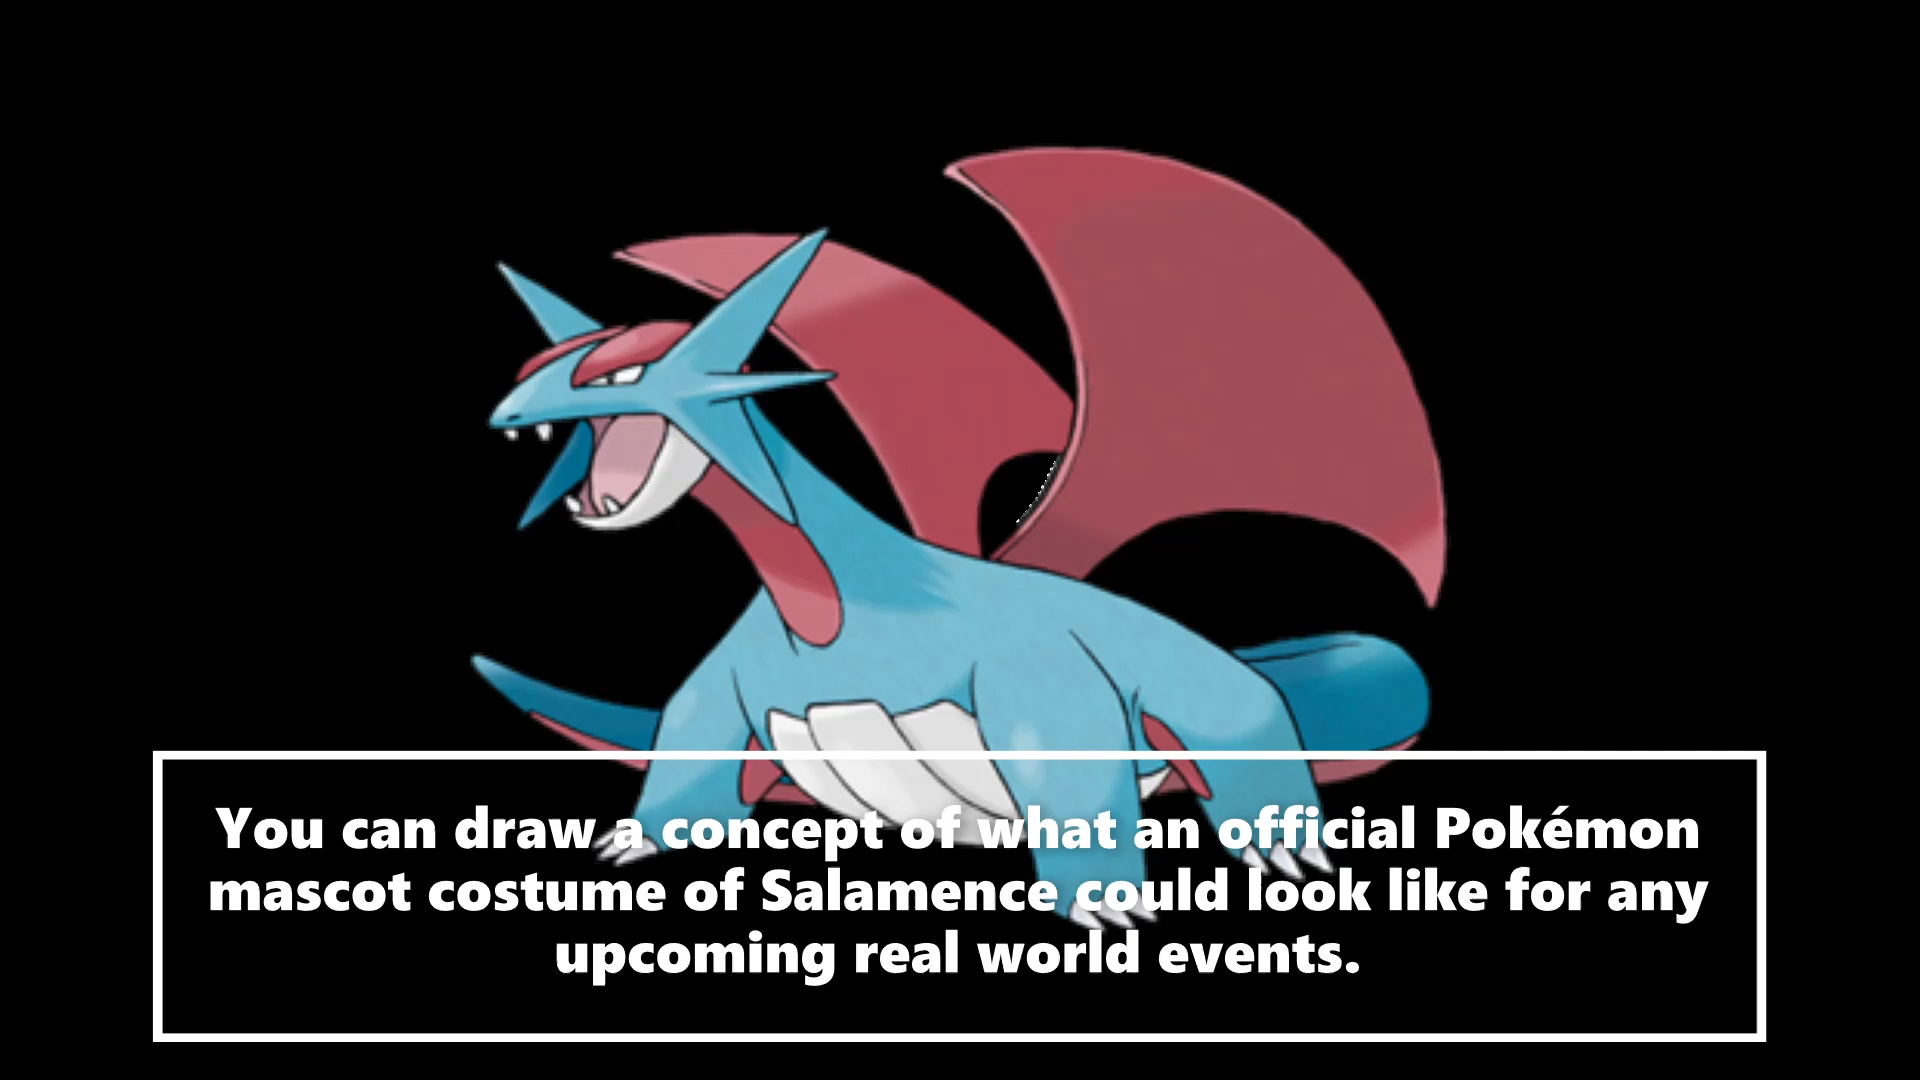 You can draw a concept of what an official Pokémon
mascot costume of Salamence could look like for any
upcoming real world events.